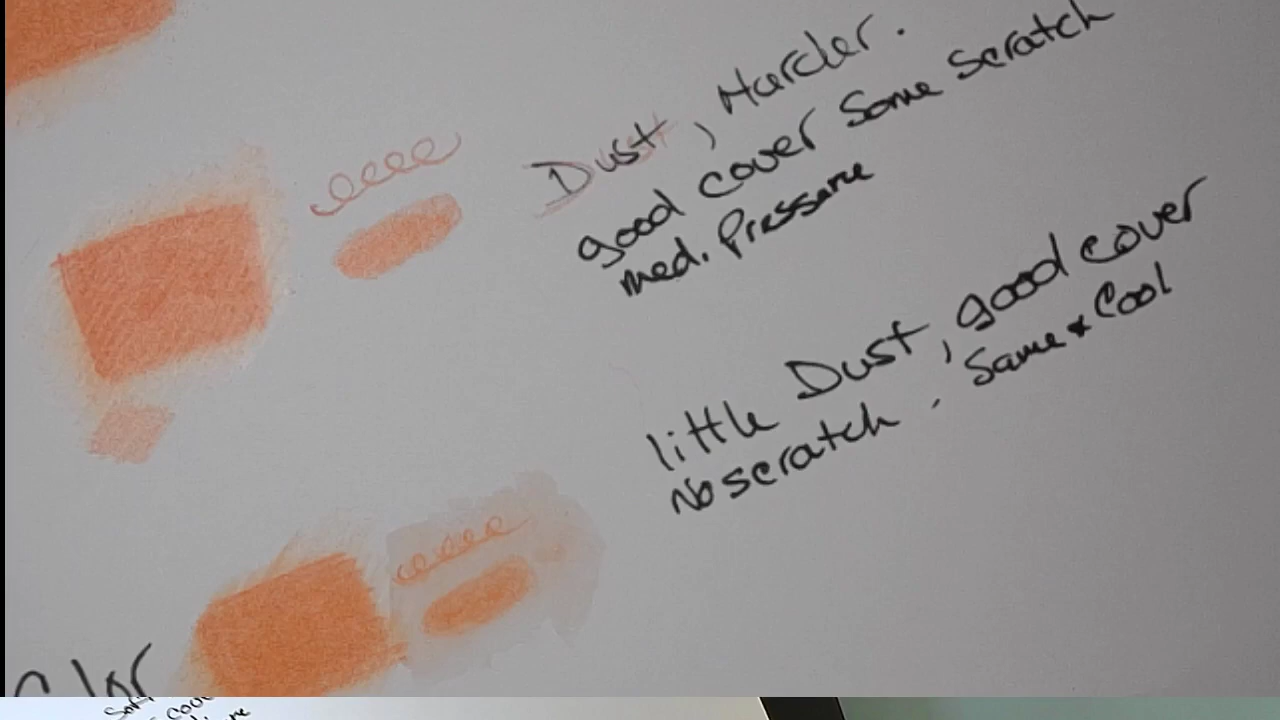 Dust, Harder.
good cover Some Scratch
med. Pressure
little Dust, good cover
No scratch. Same * Cool